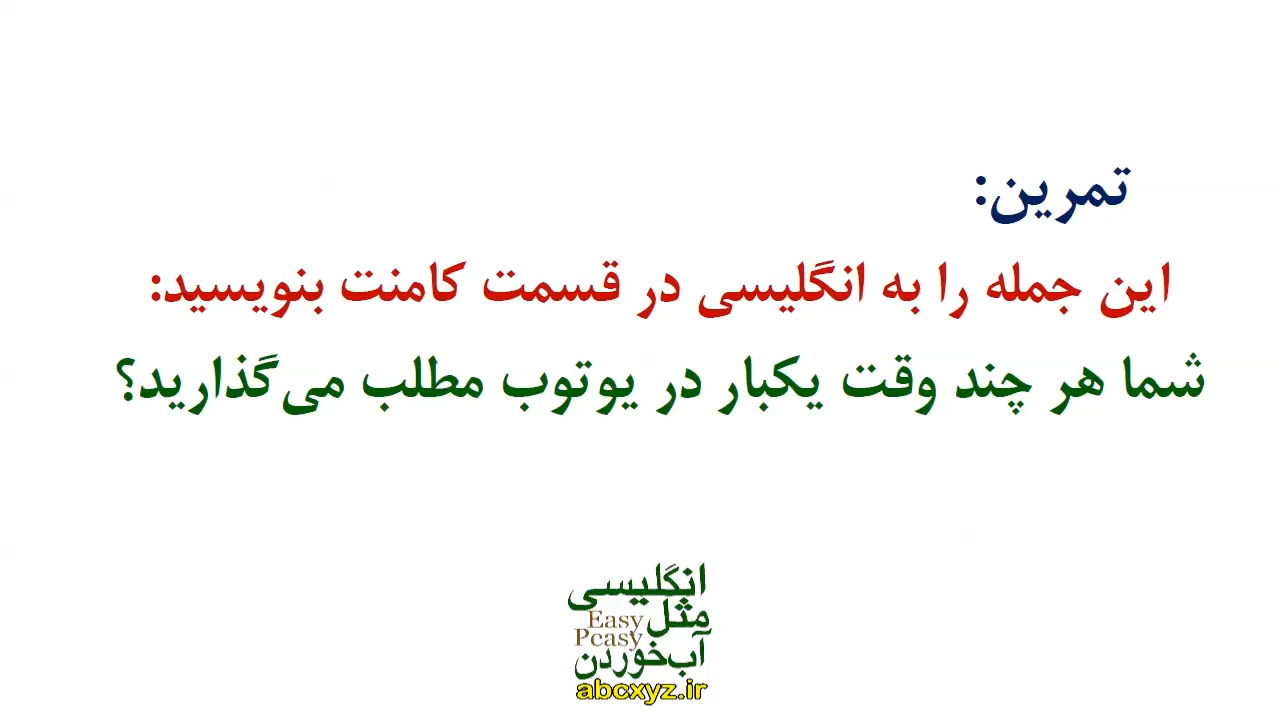 تمرین:
این جمله را به انگلیسی در قسمت کامنت بنویسید:
شما هر چند وقت یکبار در یوتوب مطلب می‌گذارید؟
انگلیسی
مثل Easy
Peasy
آب‌خوردن
abcxyz.ir